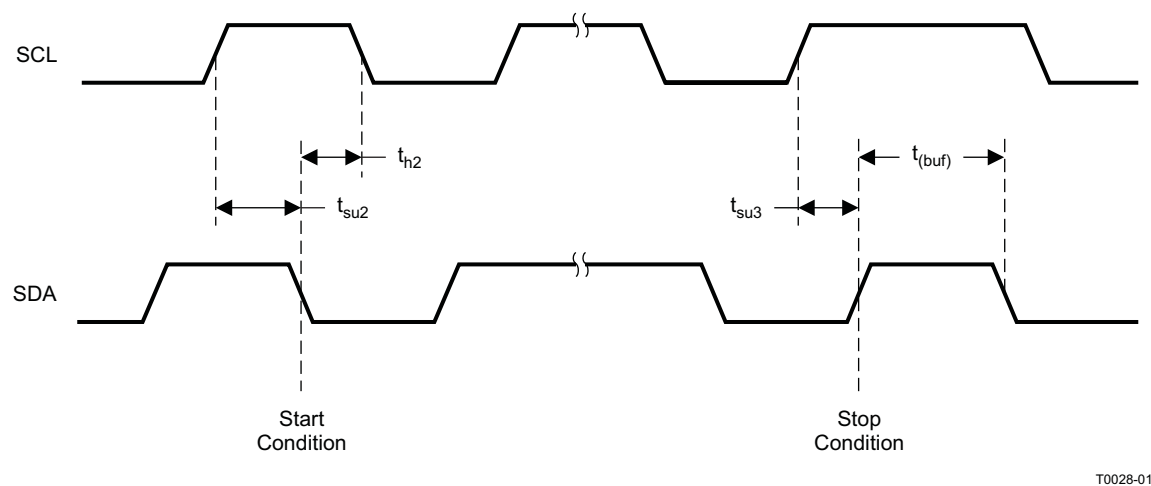 SCL
t_h2
t_(buf)
t_su2
t_su3
SDA
Start
Condition
Stop
Condition
T0028-01